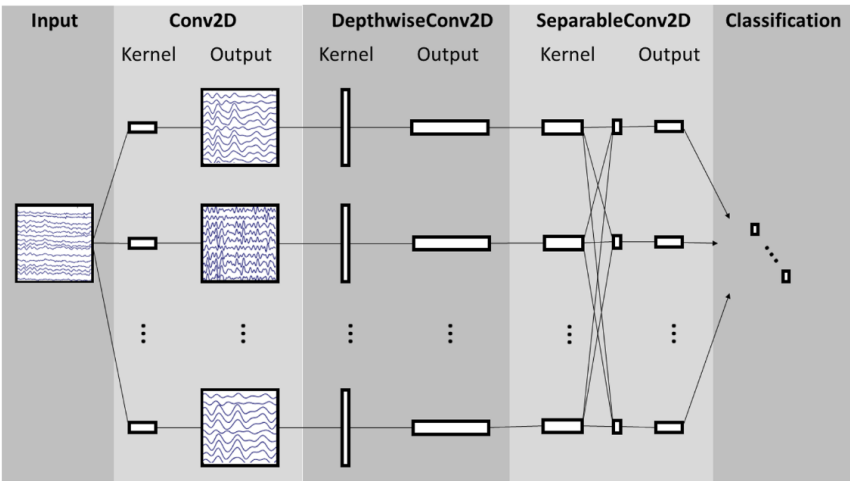 Input Conv2D DepthwiseConv2D SeparableConv2D Classification
Kernel Output Kernel Output Kernel Output